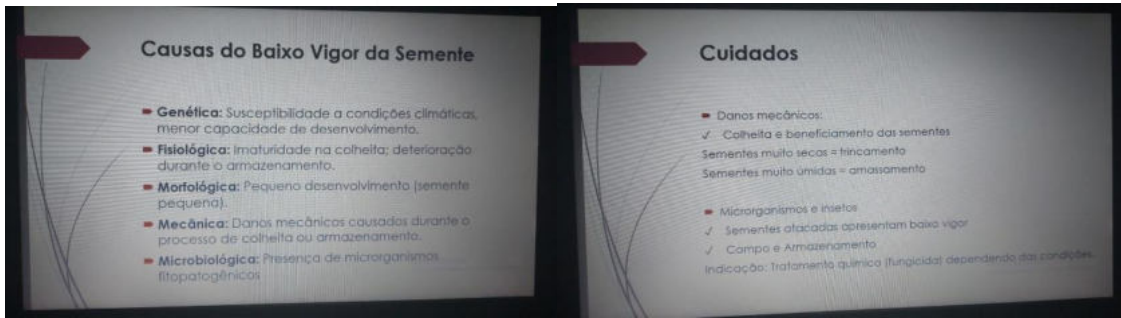 Causas do Baixo Vigor da Semente
Genética: Susceptibilidade a condições climáticas,
menor capacidade de desenvolvimento.
Fisiológica: Imaturidade na colheita; deterioração
durante o armazenamento.
Morfológica: Pequeno desenvolvimento (semente
pequena).
Mecânica: Danos mecânicos causados durante o
processo de colheita ou armazenamento.
Microbiológica: Presença de microrganismos
fitopatogênicos
Cuidados
Danos mecânicos:
✓ Colheita e beneficiamento das sementes
Sementes muito secas = trincamento
Sementes muito úmidas = amassamento
Microrganismos e insetos
✓ Sementes atacadas apresentam baixo vigor
✓ Campo e Armazenamento
Indicação: Tratamento químico (fungicida) dependendo das condições.